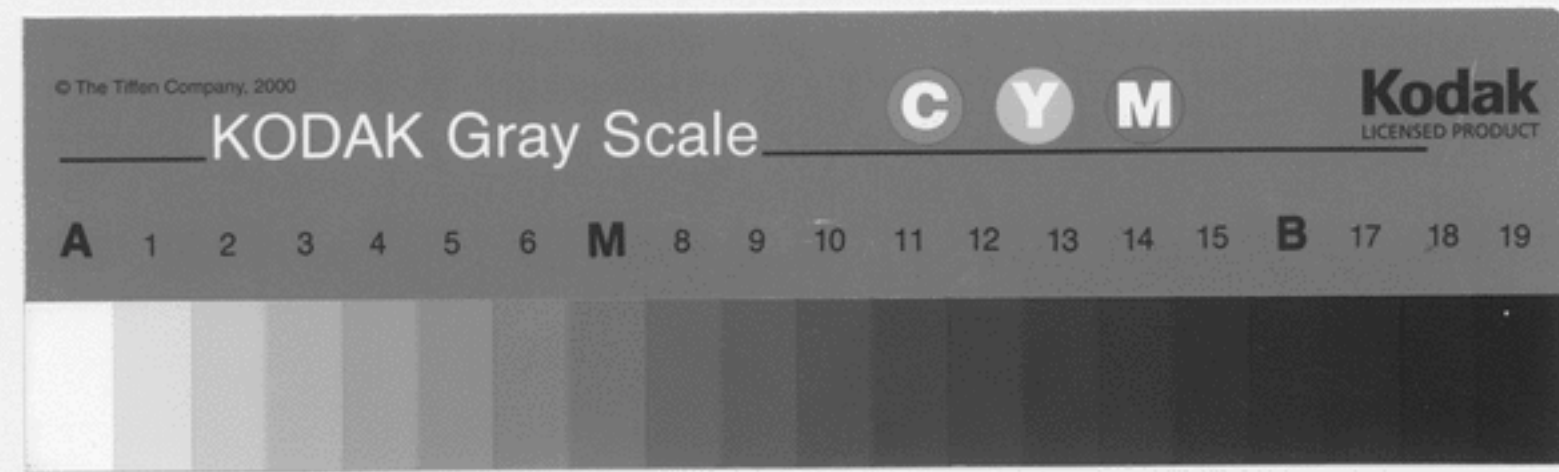 © The Tiffen Company, 2000
KODAK Gray Scale
C Y M
Kodak
LICENSED PRODUCT
A 1 2 3 4 5 6 M 8 9 10 11 12 13 14 15 B 17 18 19